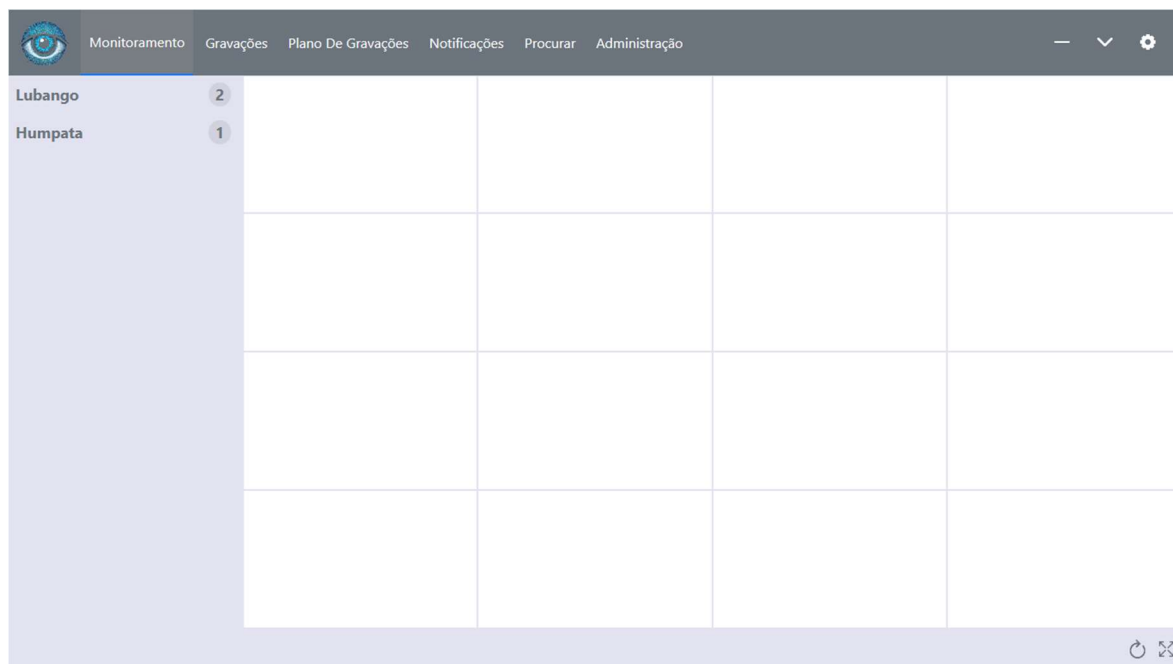 Monitoramento Gravações Plano De Gravações Notificações Procurar Administração
Lubango 2
Humpata 1